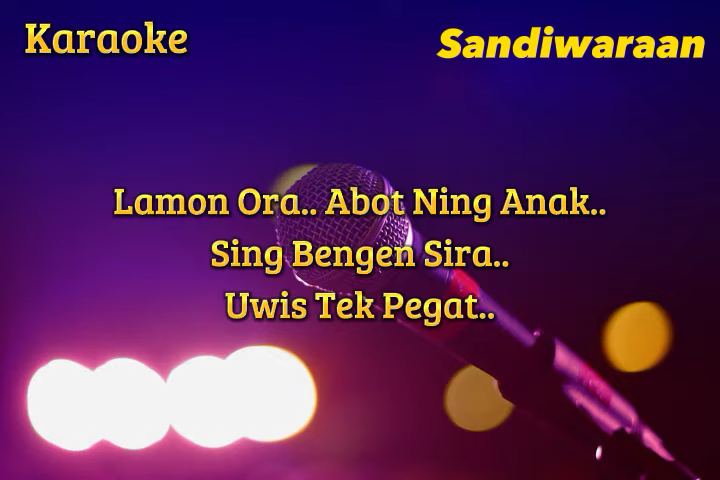 Karaoke
Sandiwaraan
Lamon Ora.. Abot Ning Anak..
Sing Bengen Sira..
Uwis Tek Pegat..